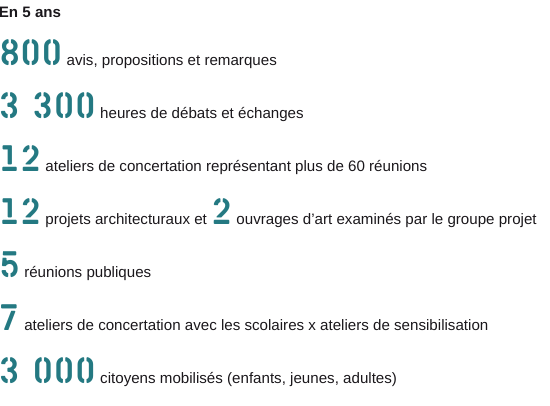 En 5 ans
800 avis, propositions et remarques
3 300 heures de débats et échanges
12 ateliers de concertation représentant plus de 60 réunions
12 projets architecturaux et 2 ouvrages d’art examinés par le groupe projet
5 réunions publiques
7 ateliers de concertation avec les scolaires x ateliers de sensibilisation
3 000 citoyens mobilisés (enfants, jeunes, adultes)